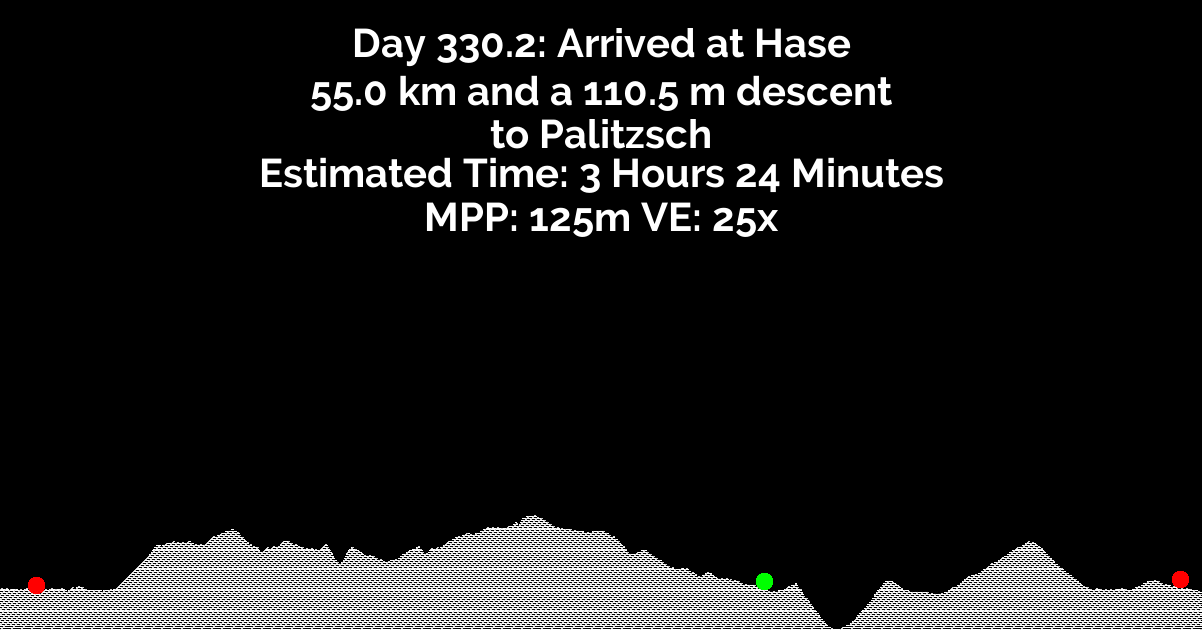 Day 330.2: Arrived at Hase
55.0 km and a 110.5 m descent
to Palitzsch
Estimated Time: 3 Hours 24 Minutes
MPP: 125m VE: 25x